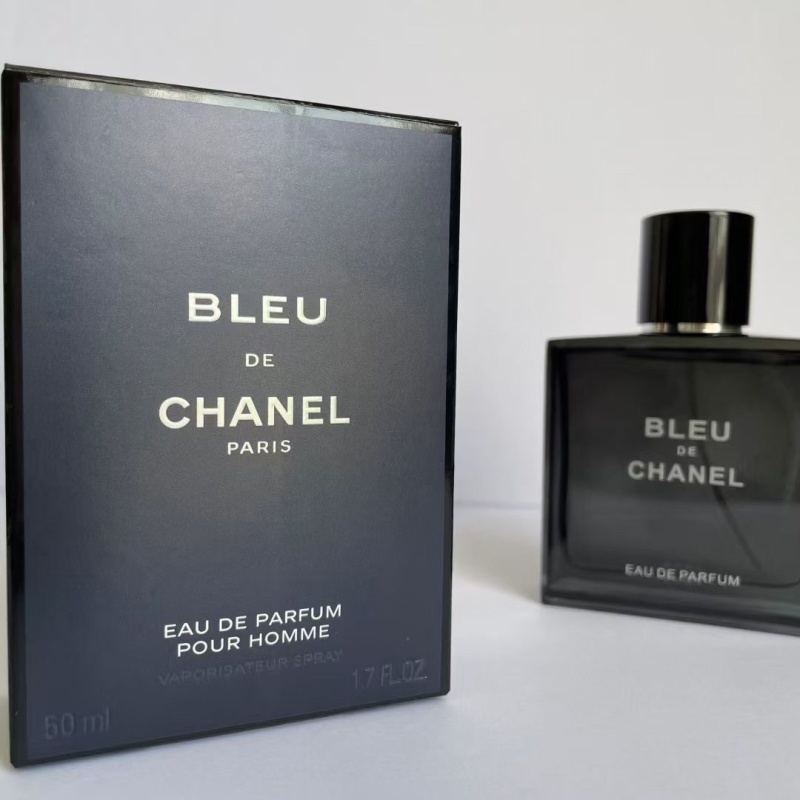 BLEU
DE
CHANEL
PARIS
EAU DE PARFUM
POUR HOMME
VAPORISATEUR SPRAY
50 ml
1.7 FL.OZ.
BLEU
DE
CHANEL
EAU DE PARFUM